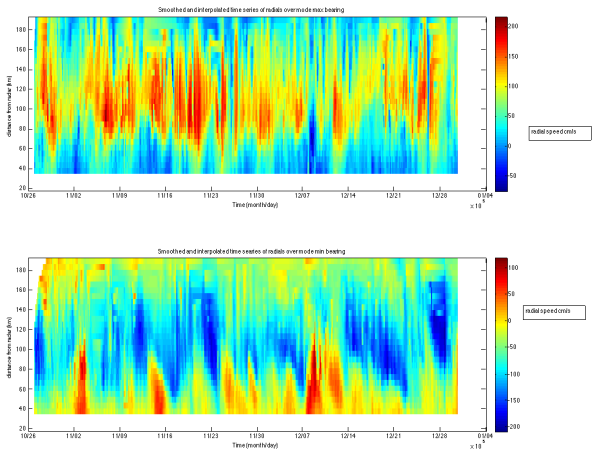 Smoothed and interpolated time series of radials over mode max bearing
distance from radar (km)
180
160
140
120
100
80
60
40
20
10/26 11/02 11/09 11/16 11/23 11/30 12/07 12/14 12/21 12/28 01/04
Time (month/day)
x 10^5
200
150
100
50
0
-50
radial speed cm/s
Smoothed and interpolated time searies of radials over mode min bearing
distance from radar (km)
180
160
140
120
100
80
60
40
20
10/26 11/02 11/09 11/16 11/23 11/30 12/07 12/14 12/21 12/28 01/04
Time (month/day)
x 10^5
100
50
0
-50
-100
-150
-200
radial speed cm/s